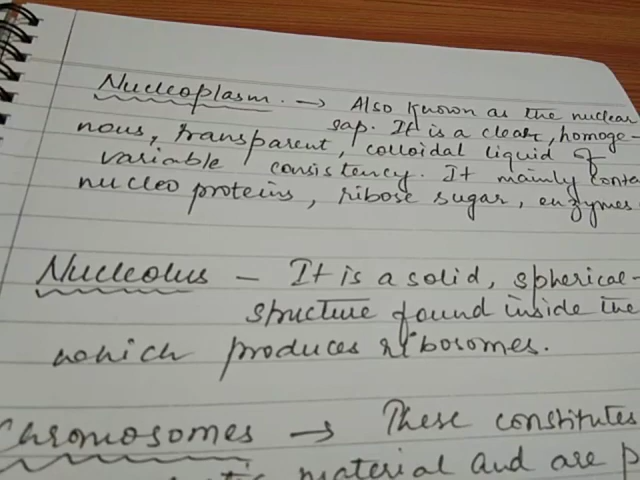 Nucleoplasm. → Also known as the nuclear
sap. It is a clear, homoge-
nous, transparent, colloidal liquid of
variable consistency. It mainly conta
nucleo proteins, ribose sugar, enzymes
Nucleolus – It is a solid, spherical-
structure found inside the
which produces ribosomes.
Chromosomes → These constitutes
material and are p